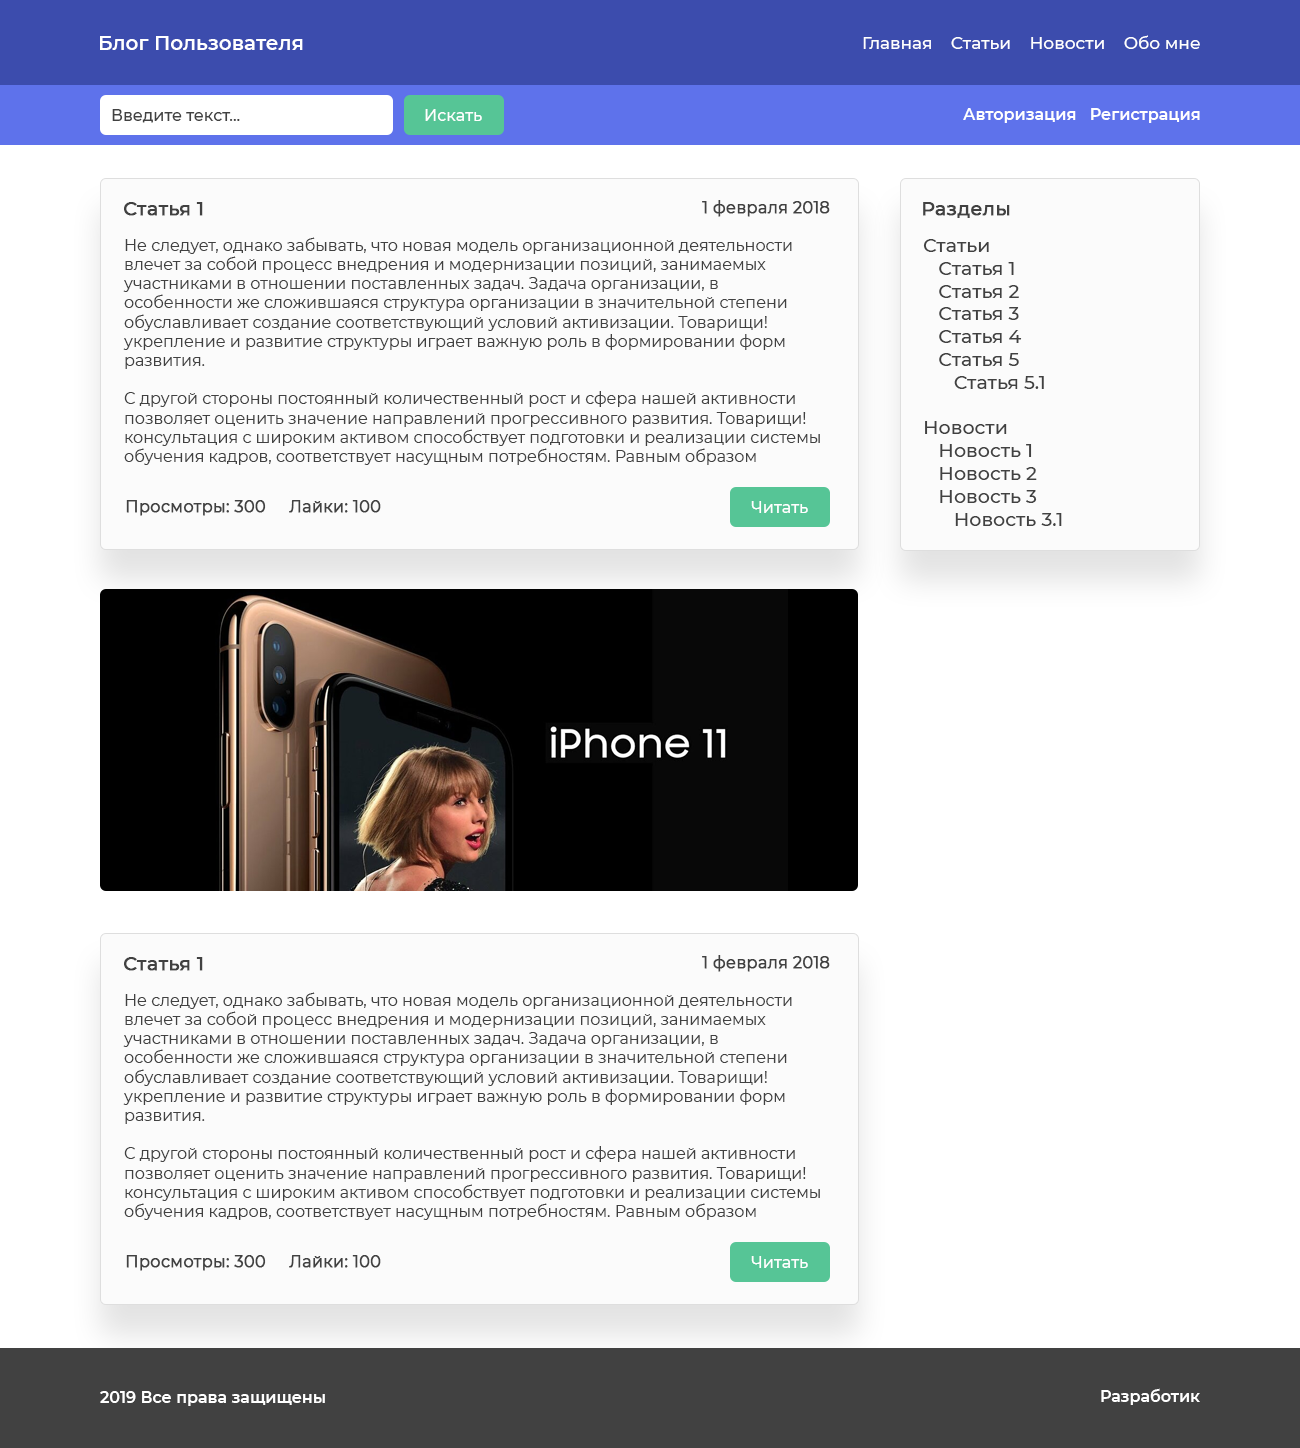 Блог Пользователя
Главная Статьи Новости Обо мне
Введите текст...
Искать
Авторизация Регистрация
Статья 1
1 февраля 2018
Не следует, однако забывать, что новая модель организационной деятельности
влечет за собой процесс внедрения и модернизации позиций, занимаемых
участниками в отношении поставленных задач. Задача организации, в
особенности же сложившаяся структура организации в значительной степени
обуславливает создание соответствующий условий активизации. Товарищи!
укрепление и развитие структуры играет важную роль в формировании форм
развития.
С другой стороны постоянный количественный рост и сфера нашей активности
позволяет оценить значение направлений прогрессивного развития. Товарищи!
консультация с широким активом способствует подготовки и реализации системы
обучения кадров, соответствует насущным потребностям. Равным образом
Просмотры: 300 Лайки: 100
Читать
Разделы
Статьи
Статья 1
Статья 2
Статья 3
Статья 4
Статья 5
Статья 5.1
Новости
Новость 1
Новость 2
Новость 3
Новость 3.1
iPhone 11
Статья 1
1 февраля 2018
Не следует, однако забывать, что новая модель организационной деятельности
влечет за собой процесс внедрения и модернизации позиций, занимаемых
участниками в отношении поставленных задач. Задача организации, в
особенности же сложившаяся структура организации в значительной степени
обуславливает создание соответствующий условий активизации. Товарищи!
укрепление и развитие структуры играет важную роль в формировании форм
развития.
С другой стороны постоянный количественный рост и сфера нашей активности
позволяет оценить значение направлений прогрессивного развития. Товарищи!
консультация с широким активом способствует подготовки и реализации системы
обучения кадров, соответствует насущным потребностям. Равным образом
Просмотры: 300 Лайки: 100
Читать
2019 Все права защищены
Разработик